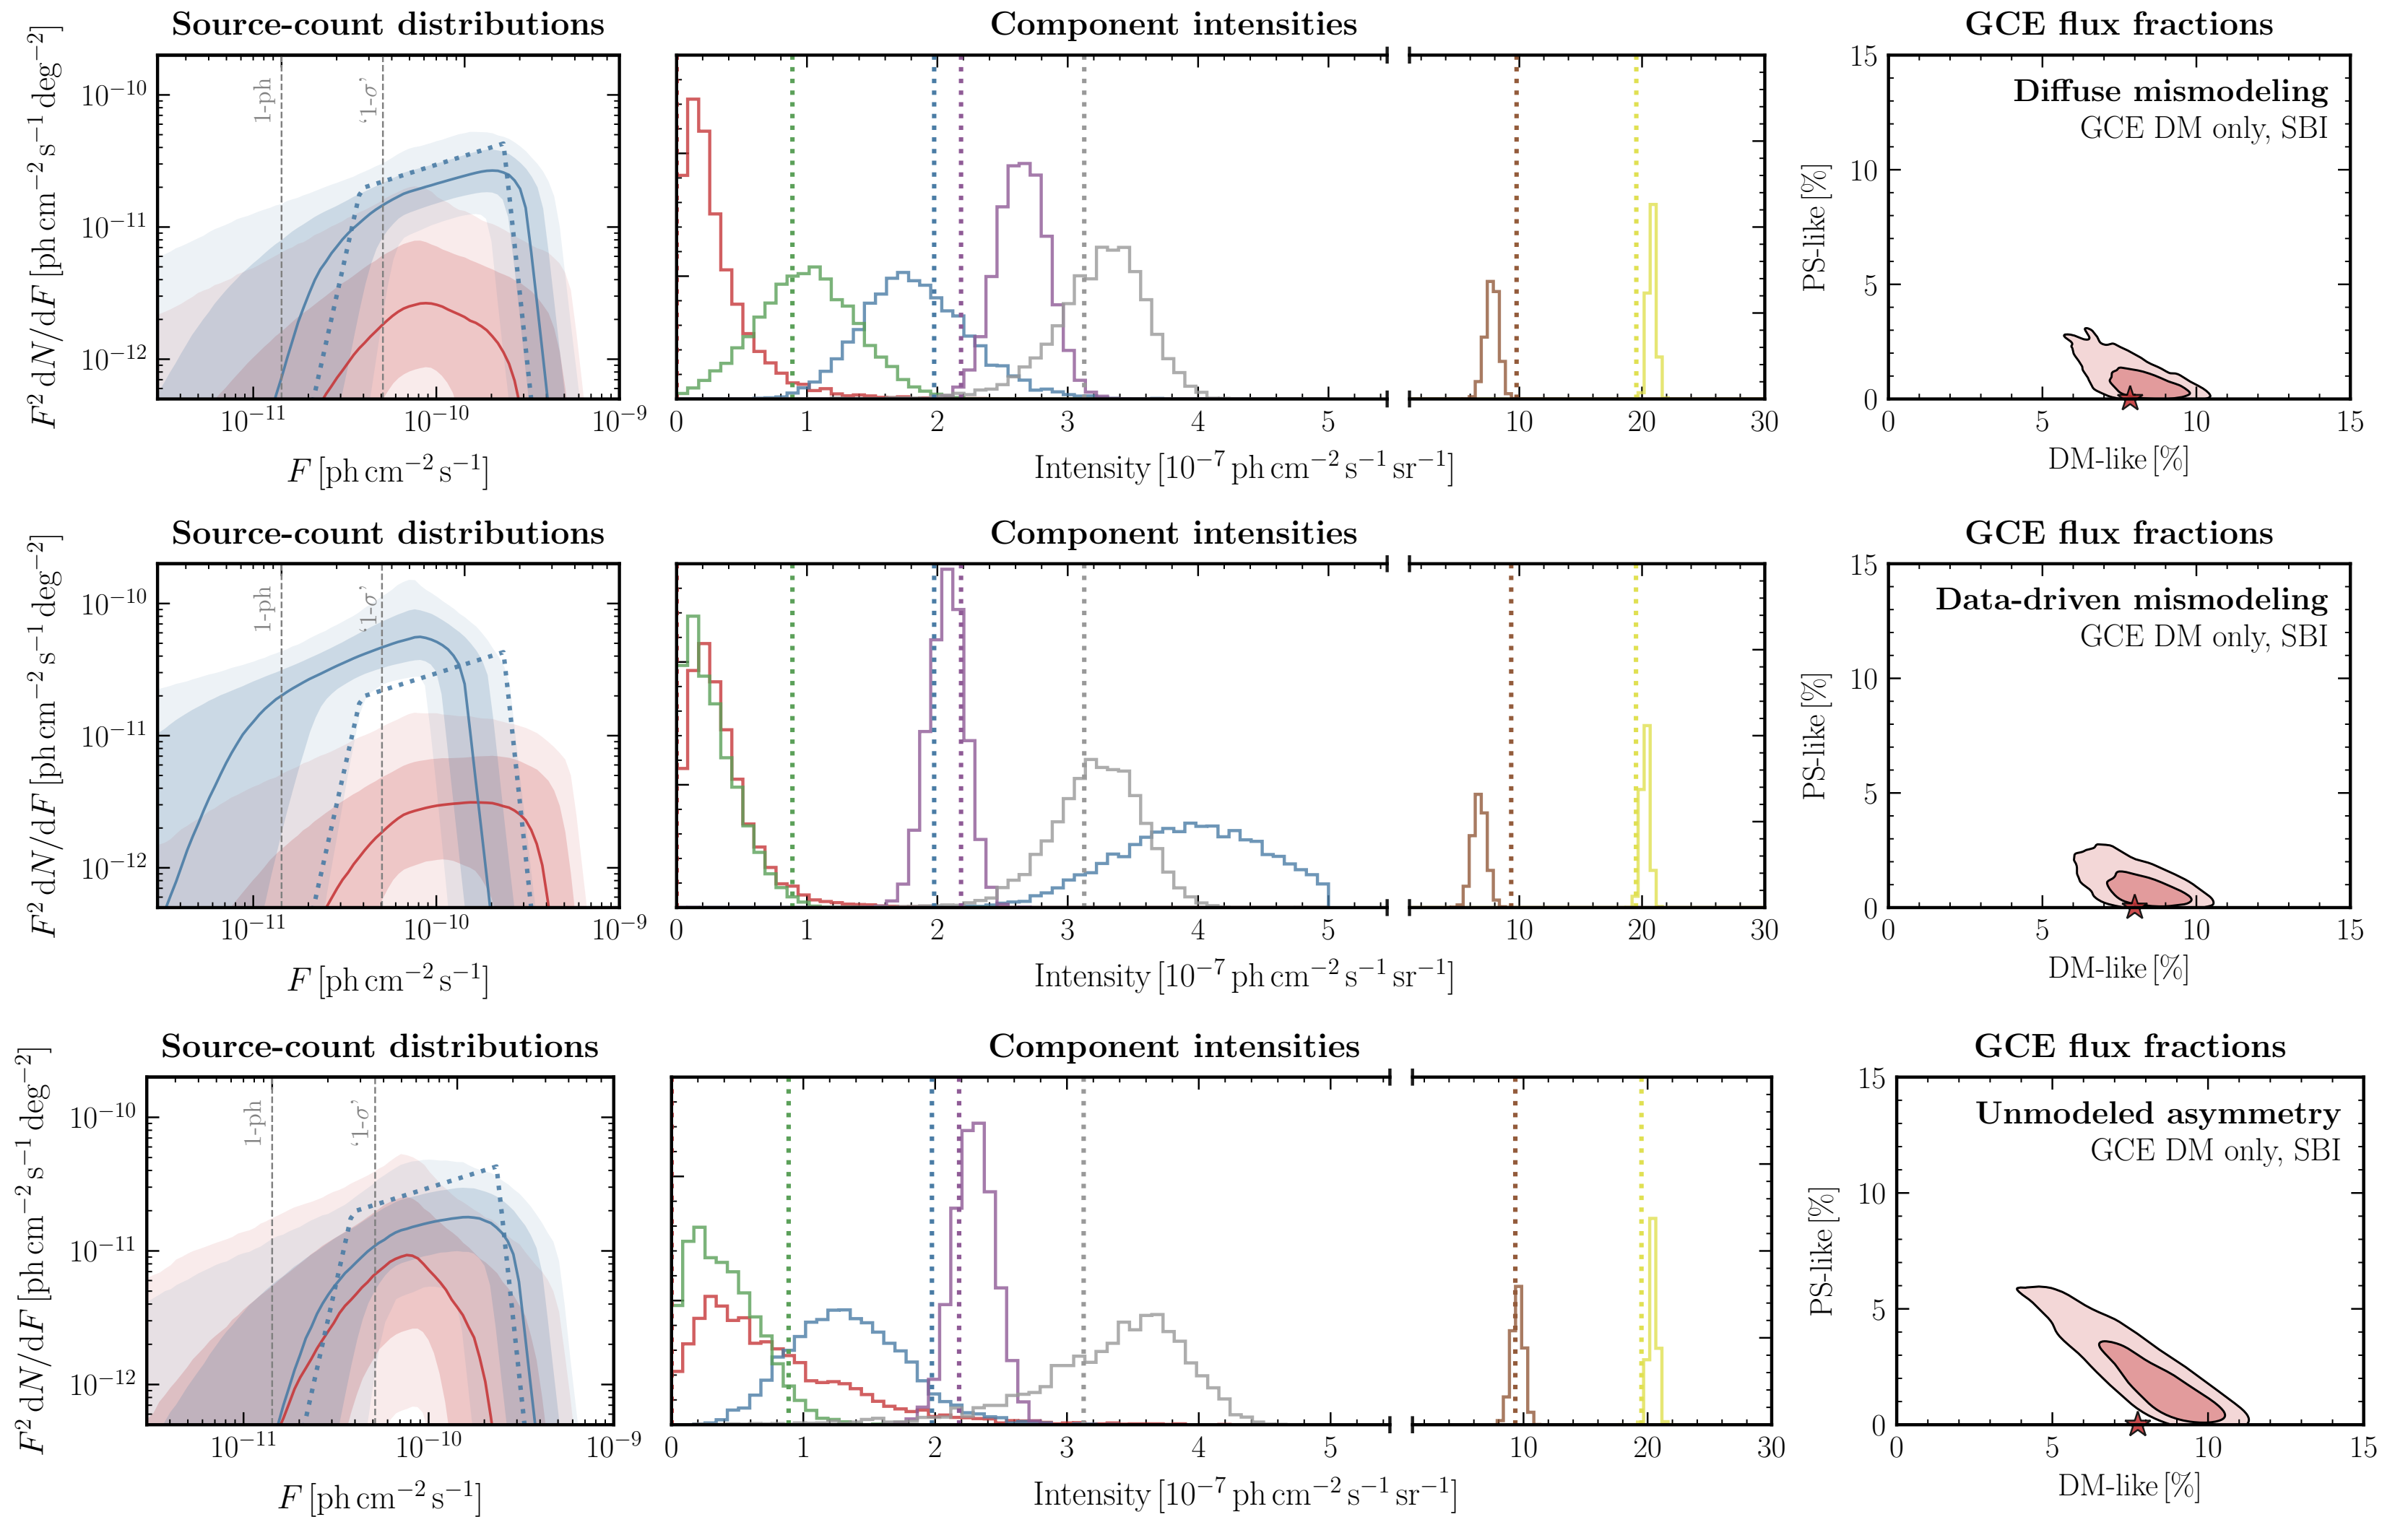 Source-count distributions
Component intensities
GCE flux fractions
F² dN/dF [ph cm⁻² s⁻¹ deg⁻²]
10⁻¹⁰
10⁻¹¹
10⁻¹²
1-ph
‘1-σ’
10⁻¹¹ 10⁻¹⁰ 10⁻⁹
F [ph cm⁻² s⁻¹]
0 1 2 3 4 5 10 20 30
Intensity [10⁻⁷ ph cm⁻² s⁻¹ sr⁻¹]
PS-like [%]
15
10
5
0
Diffuse mismodeling
GCE DM only, SBI
0 5 10 15
DM-like [%]
Source-count distributions
Component intensities
GCE flux fractions
F² dN/dF [ph cm⁻² s⁻¹ deg⁻²]
10⁻¹⁰
10⁻¹¹
10⁻¹²
1-ph
‘1-σ’
10⁻¹¹ 10⁻¹⁰ 10⁻⁹
F [ph cm⁻² s⁻¹]
0 1 2 3 4 5 10 20 30
Intensity [10⁻⁷ ph cm⁻² s⁻¹ sr⁻¹]
PS-like [%]
15
10
5
0
Data-driven mismodeling
GCE DM only, SBI
0 5 10 15
DM-like [%]
Source-count distributions
Component intensities
GCE flux fractions
F² dN/dF [ph cm⁻² s⁻¹ deg⁻²]
10⁻¹⁰
10⁻¹¹
10⁻¹²
1-ph
‘1-σ’
10⁻¹¹ 10⁻¹⁰ 10⁻⁹
F [ph cm⁻² s⁻¹]
0 1 2 3 4 5 10 20 30
Intensity [10⁻⁷ ph cm⁻² s⁻¹ sr⁻¹]
PS-like [%]
15
10
5
0
Unmodeled asymmetry
GCE DM only, SBI
0 5 10 15
DM-like [%]